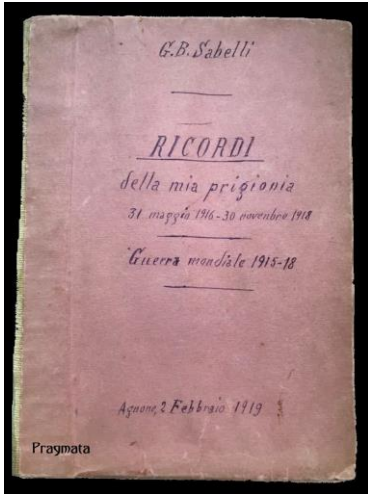 G. B. Sabelli
RICORDI
della mia prigionia
31 maggio 1916 - 30 novembre 1918
Guerra mondiale 1915-18
Agnone, 2 Febbraio 1919
Pragmata